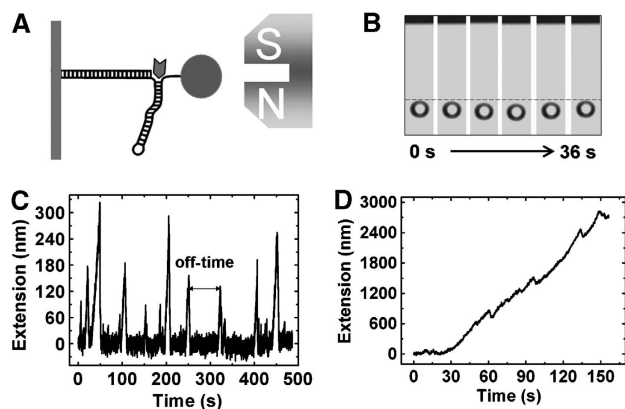 A
S
N
B
0 s
36 s
C
Extension (nm)
300
240
180
120
60
0
off-time
0 100 200 300 400 500
Time (s)
D
Extension (nm)
3000
2400
1800
1200
600
0
0 30 60 90 120 150
Time (s)